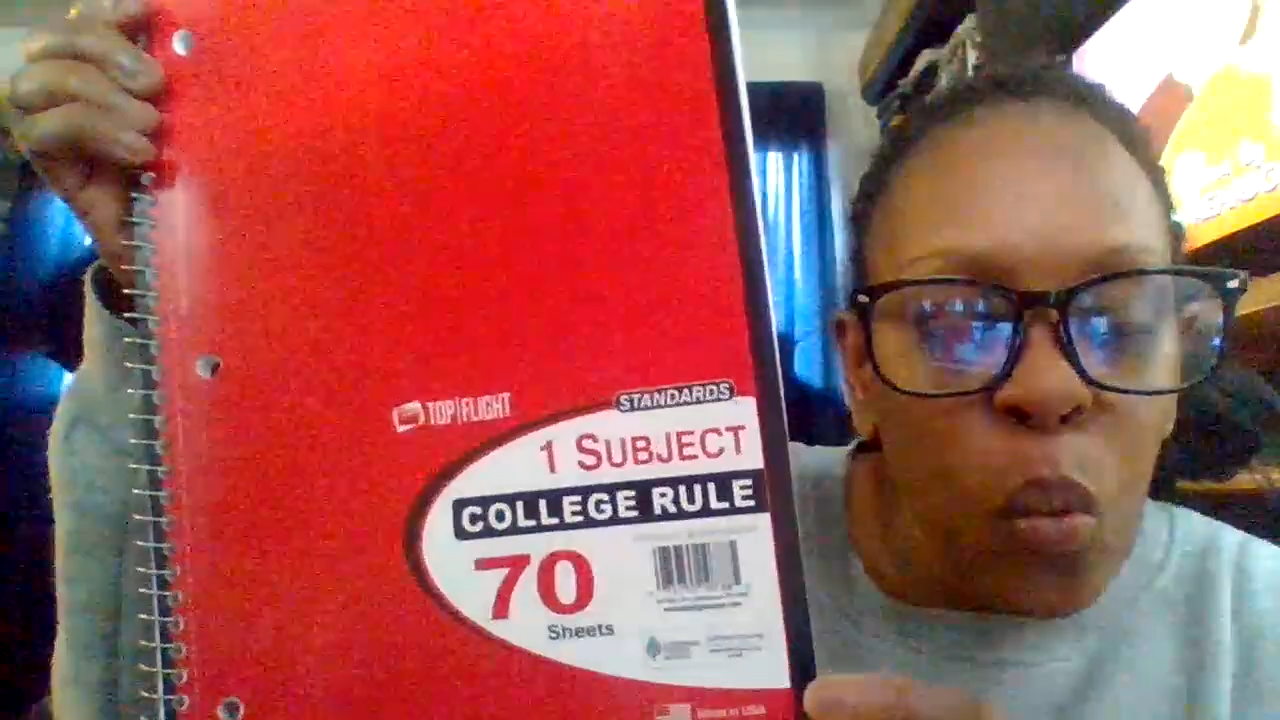 TOP|FLIGHT
STANDARDS
1 SUBJECT
COLLEGE RULE
70
Sheets